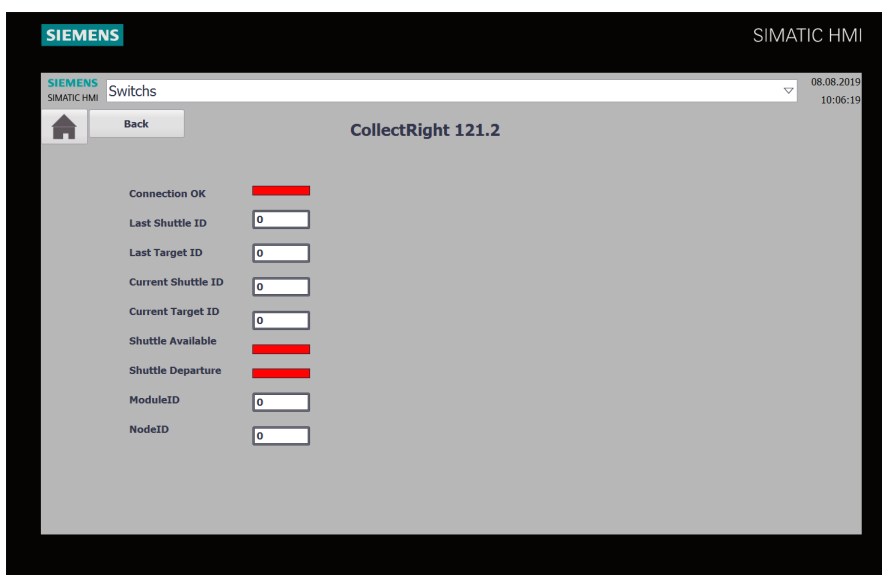 SIEMENS
SIMATIC HMI
SIEMENS
SIMATIC HMI
Switchs
08.08.2019
10:06:19
Back
CollectRight 121.2
Connection OK
Last Shuttle ID 0
Last Target ID 0
Current Shuttle ID 0
Current Target ID 0
Shuttle Available
Shuttle Departure
ModuleID 0
NodeID 0